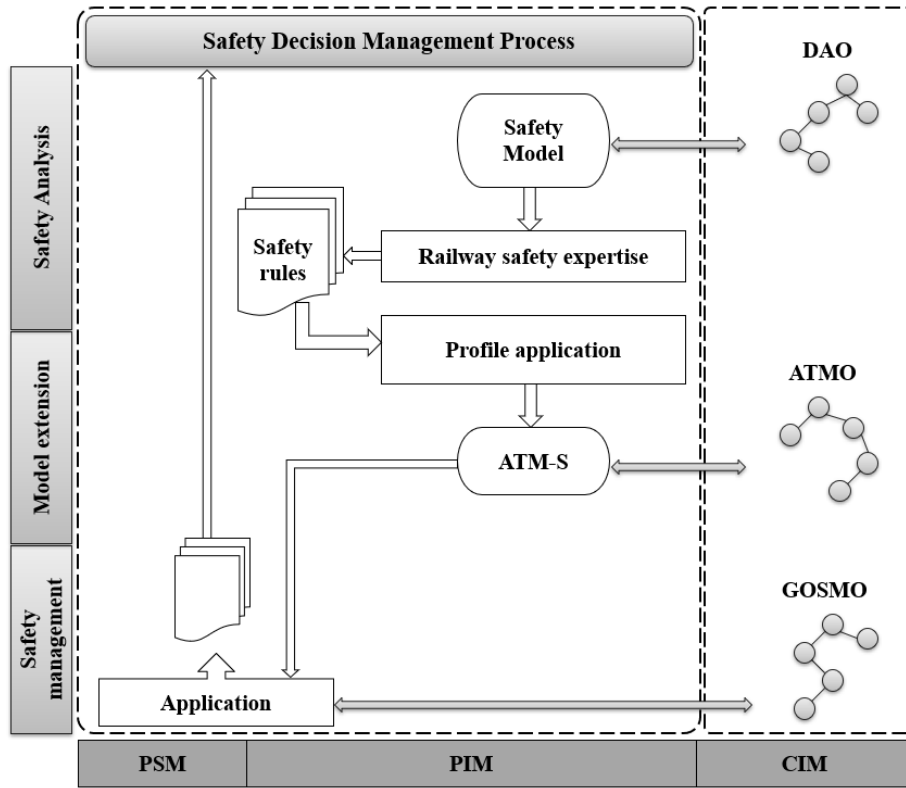 Safety Decision Management Process
DAO
Safety Analysis
Safety
Model
Safety
rules
Railway safety expertise
Profile application
Model extension
ATMO
ATM-S
Safety
management
GOSMO
Application
PSM
PIM
CIM